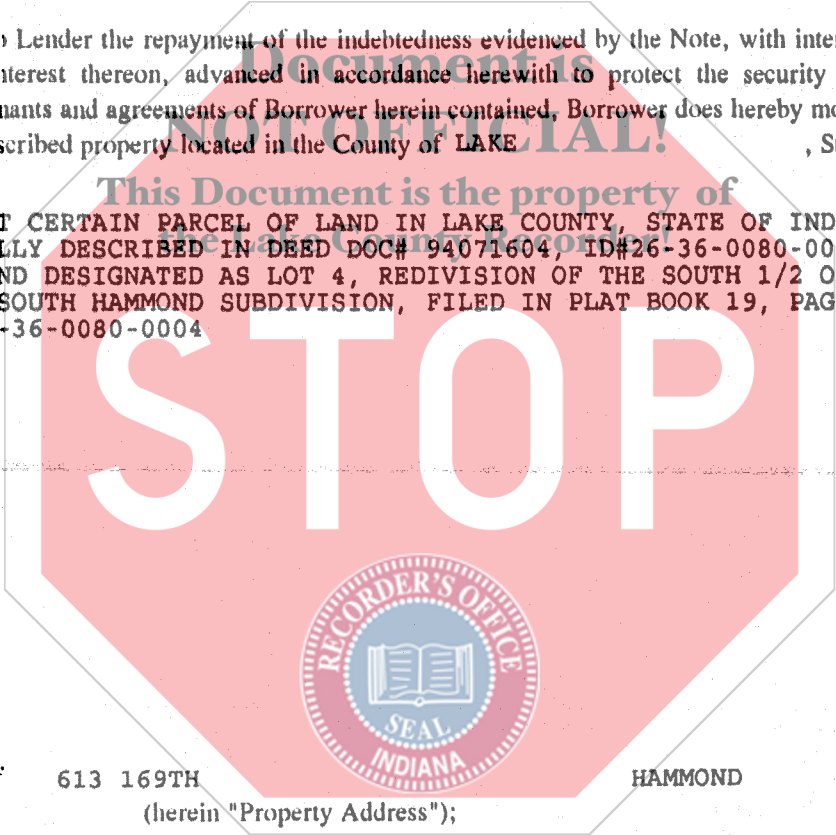 Lender the repayment of the indebtedness evidenced by the Note, with
thereon, advanced in accordance herewith to protect the security
and agreements of Borrower herein contained, Borrower does hereby
property located in the County of LAKE ,
Document is
NOT OFFICIAL!
This Document is the property of
the Lake County Recorder!
CERTAIN PARCEL OF LAND IN LAKE COUNTY, STATE OF IND
LLY DESCRIBED IN DEED DOC# 94071604, ID#26-36-0080-00
ND DESIGNATED AS LOT 4, REDIVISION OF THE SOUTH 1/2 O
SOUTH HAMMOND SUBDIVISION, FILED IN PLAT BOOK 19, PAG
-36-0080-0004
STOP
RECORDER'S OFFICE
SEAL
INDIANA
613 169TH HAMMOND
(herein "Property Address");